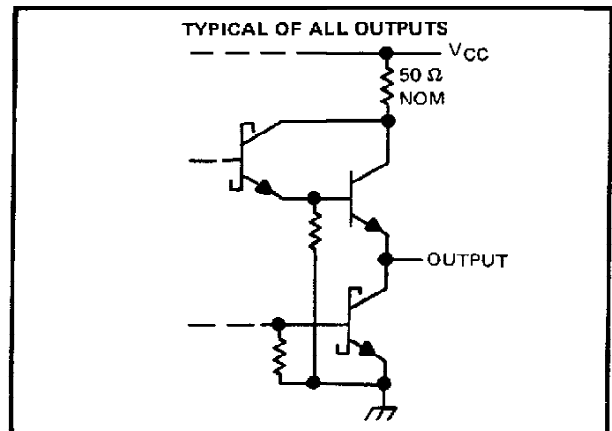 TYPICAL OF ALL OUTPUTS
VCC
50 Ω
NOM
OUTPUT